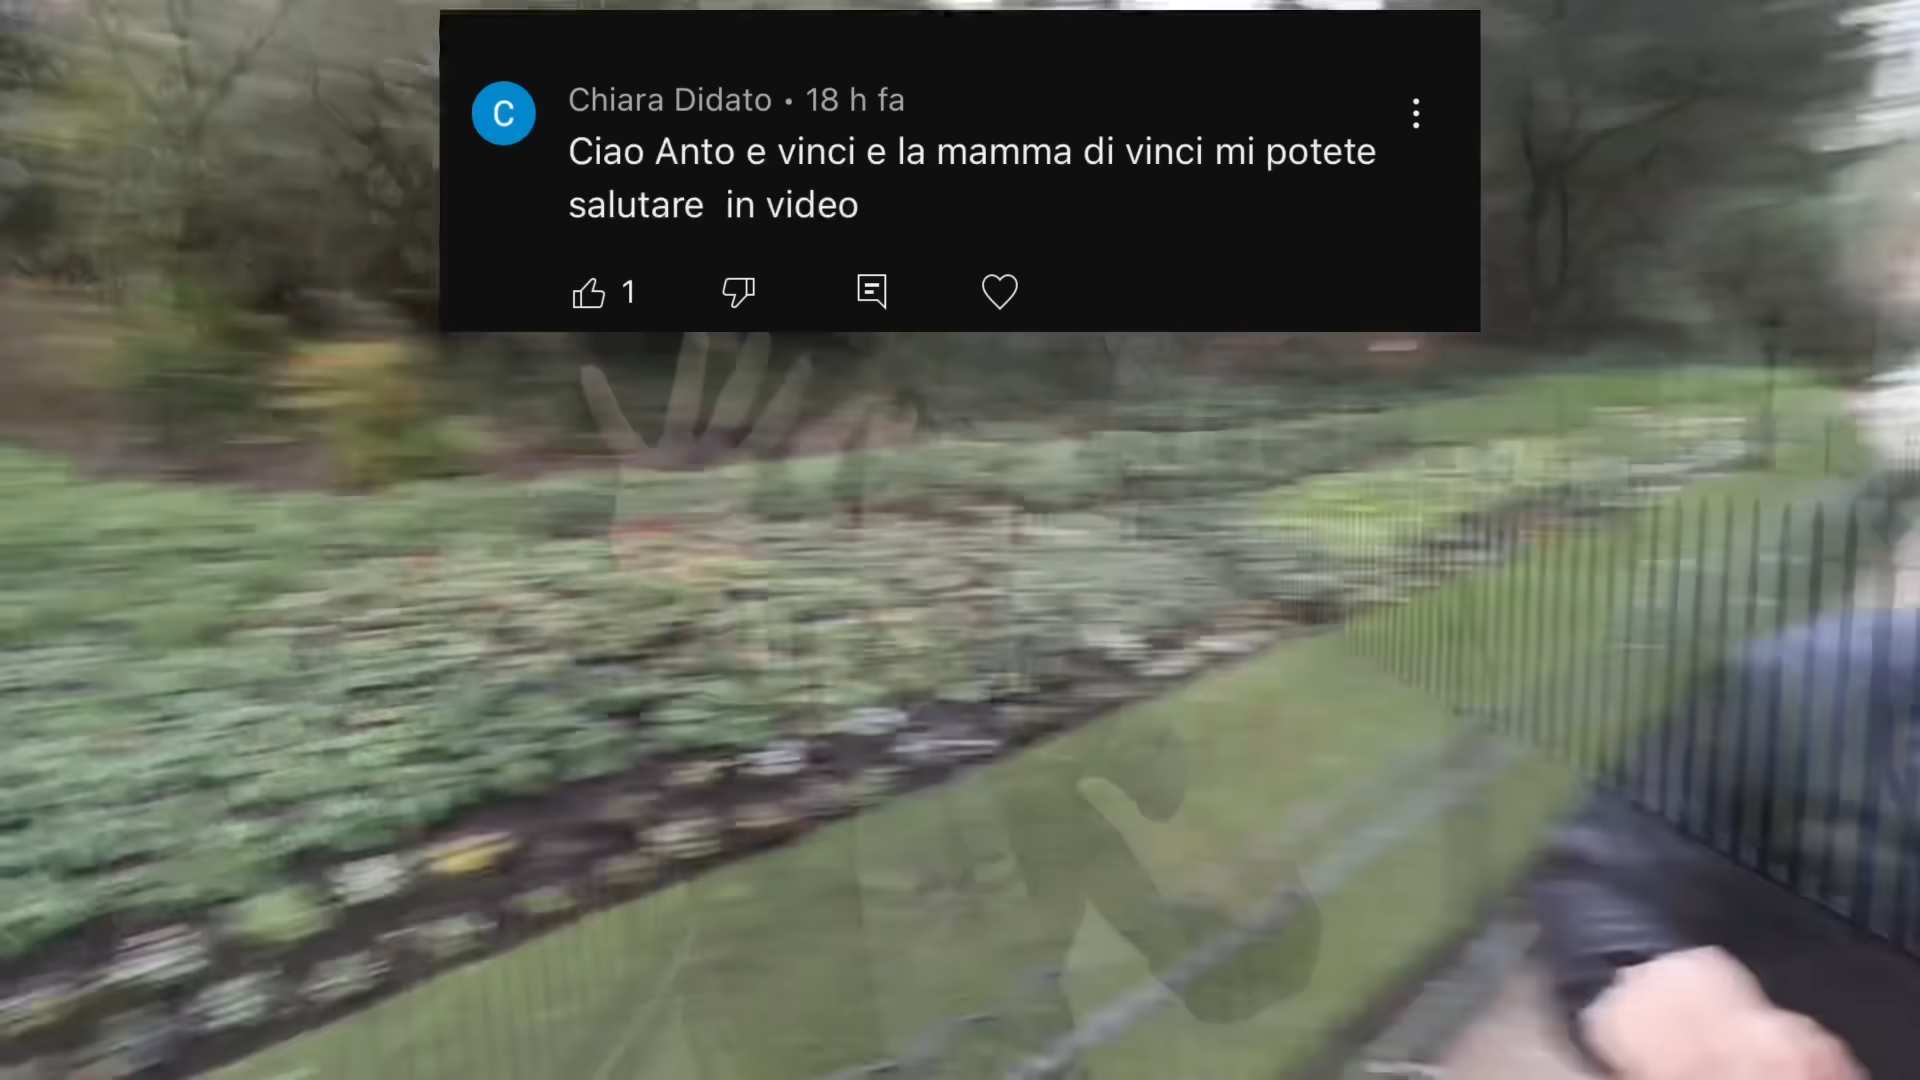 C
Chiara Didato • 18 h fa
Ciao Anto e vinci e la mamma di vinci mi potete
salutare  in video
1